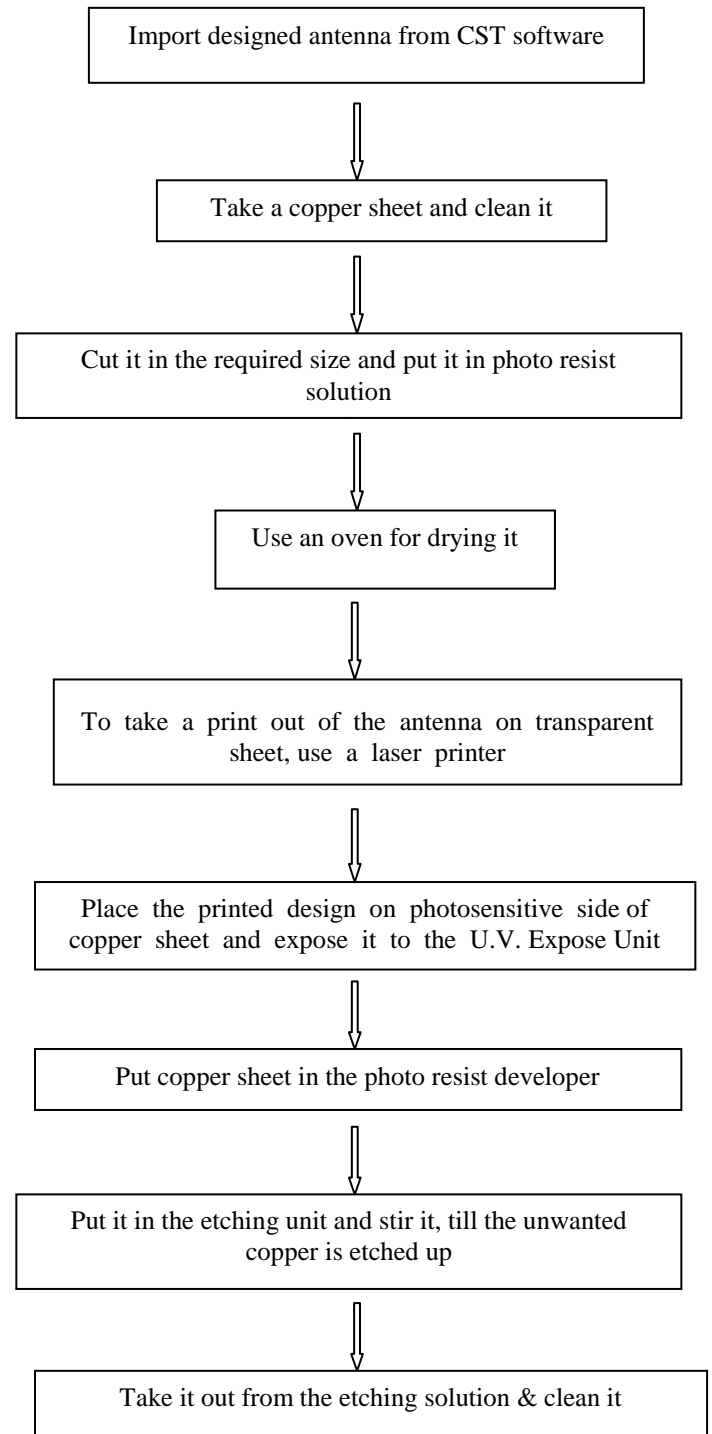 Import designed antenna from CST software
Take a copper sheet and clean it
Cut it in the required size and put it in photo resist
solution
Use an oven for drying it
To take a print out of the antenna on transparent
sheet, use a laser printer
Place the printed design on photosensitive side of
copper sheet and expose it to the U.V. Expose Unit
Put copper sheet in the photo resist developer
Put it in the etching unit and stir it, till the unwanted
copper is etched up
Take it out from the etching solution & clean it